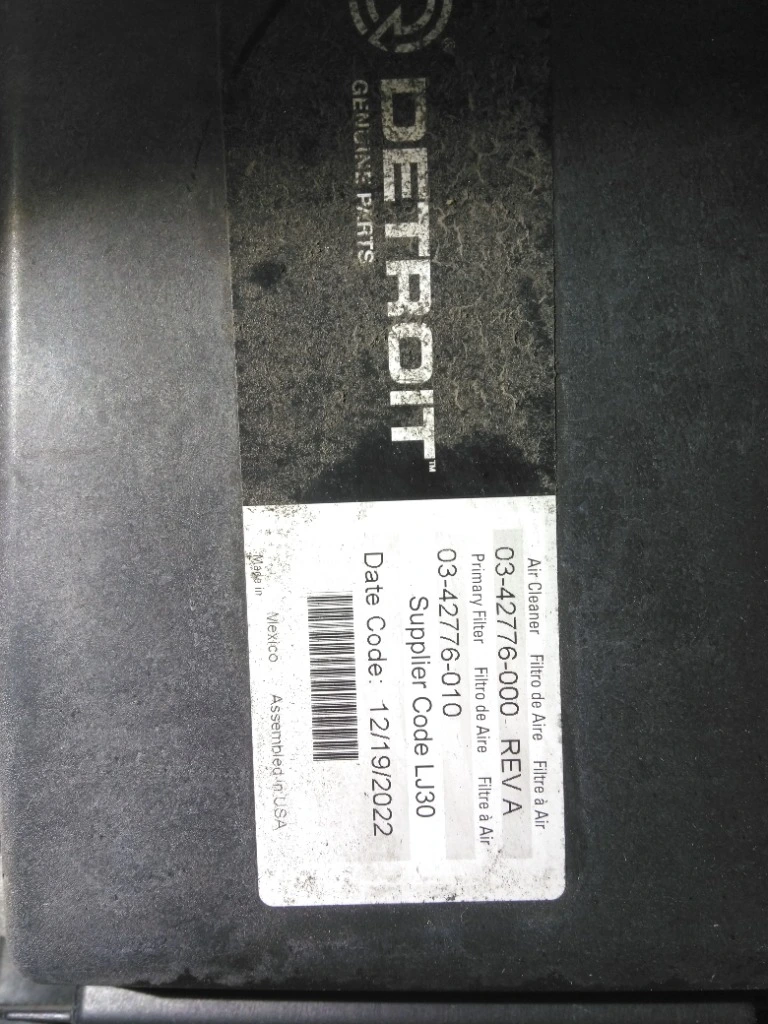 DETROIT™
GENUINE PARTS
Air Cleaner Filtro de Aire Filtre à Air
03-42776-000 REV A
Primary Filter Filtro de Aire Filtre à Air
03-42776-010
Supplier Code LJ30
Date Code: 12/19/2022
Made in Mexico Assembled in USA